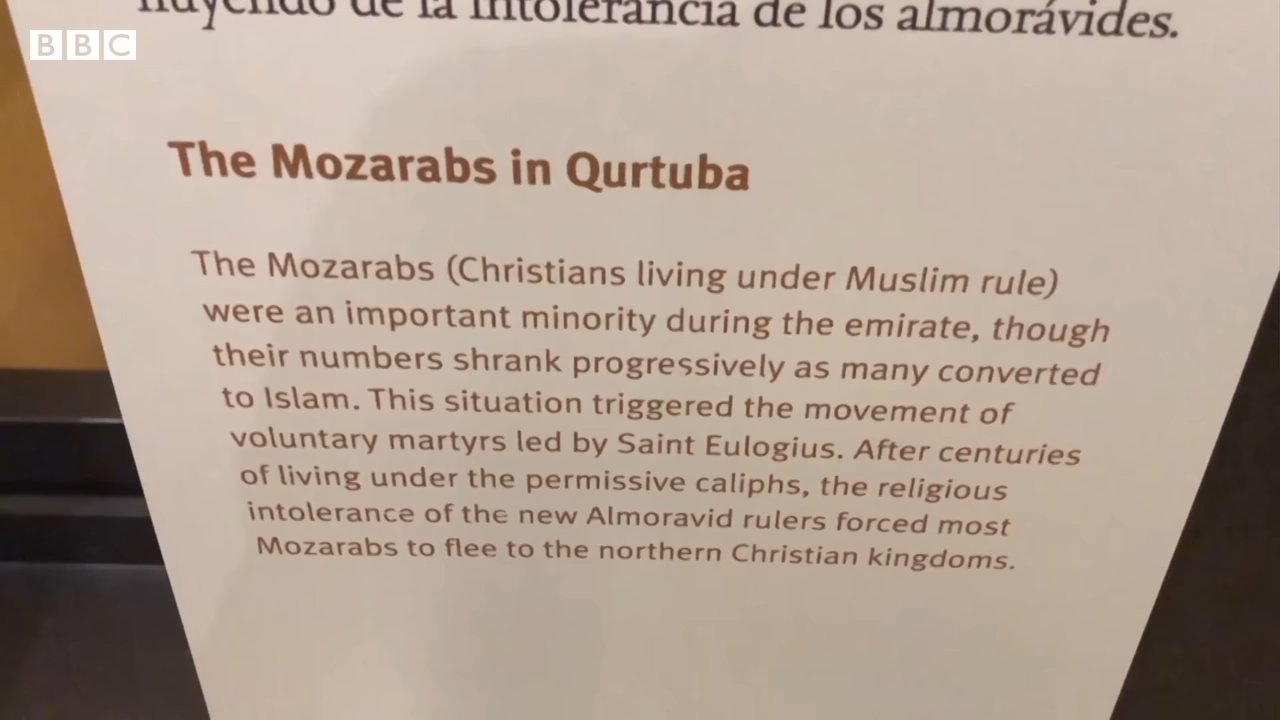 BBC
de la intolerancia de los almorávides.
The Mozarabs in Qurtuba
The Mozarabs (Christians living under Muslim rule)
were an important minority during the emirate, though
their numbers shrank progressively as many converted
to Islam. This situation triggered the movement of
voluntary martyrs led by Saint Eulogius. After centuries
of living under the permissive caliphs, the religious
intolerance of the new Almoravid rulers forced most
Mozarabs to flee to the northern Christian kingdoms.